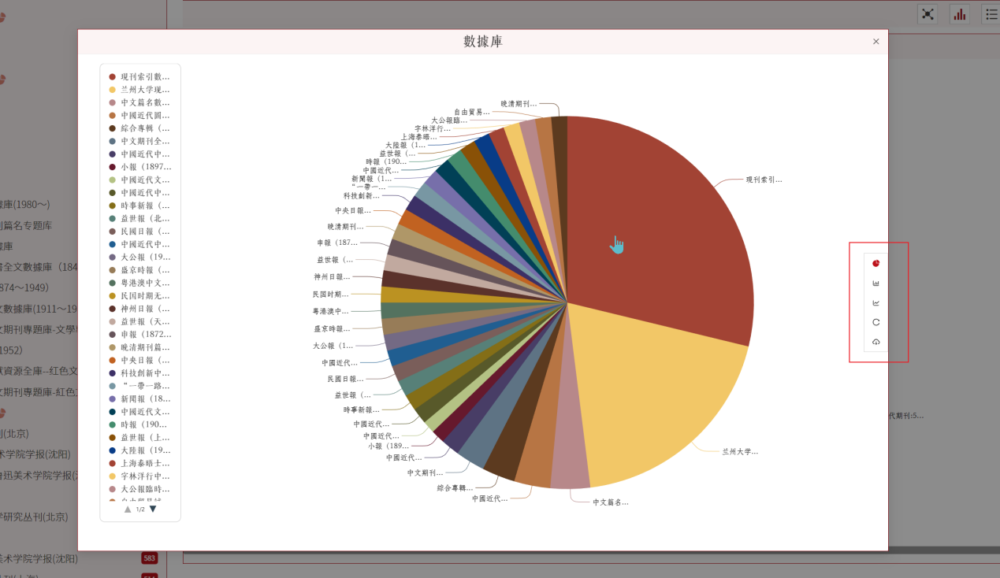 數據庫
×
現刊索引數...
兰州大学现...
中文篇名數...
中國近代圖...
綜合專輯（...
中文期刊全...
中國近代中...
小報（1897...
中國近代文...
中國近代中...
時事新報（...
益世報（北...
民國日報（...
中國近代中...
大公報（19...
盛京時報（...
粵港澳中文...
民国时期无...
神州日報（...
益世報（天...
申報（1872...
晚清期刊篇...
中央日報（...
科技創新中...
“一帶一路...
新聞報（18...
中國近代文...
時報（190...
益世報（上...
大陸報（19...
上海泰晤士...
字林洋行中...
大公報臨時...
1/2
晚清期刊...
自由貿易...
大公報臨...
字林洋行...
上海泰晤...
大陸報（1...
益世報（...
時報（190...
中國近代...
新聞報（1...
“一帶一...
科技創新...
中央日報...
晚清期刊...
申報（187...
益世報（...
神州日報...
民国时期...
粵港澳中...
盛京時報...
大公報（1...
中國近代...
民國日報...
益世報（...
時事新報...
中國近代...
中國近代...
小報（189...
中國近代...
中文期刊...
綜合專輯...
中國近代...
中文篇名...
兰州大学...
現刊索引...
庫(1980～)
篇名专题库
庫
全文數據庫（184
874～1949）
數據庫(1911～19
期刊專題庫-文學
1952）
資源全庫--红色文
期刊專題庫-紅色
(北京)
术学院学报(沈阳)
鲁迅美术学院学报(
研究丛刊(北京)
美术学院学报(沈阳)
583
代期刊:5...